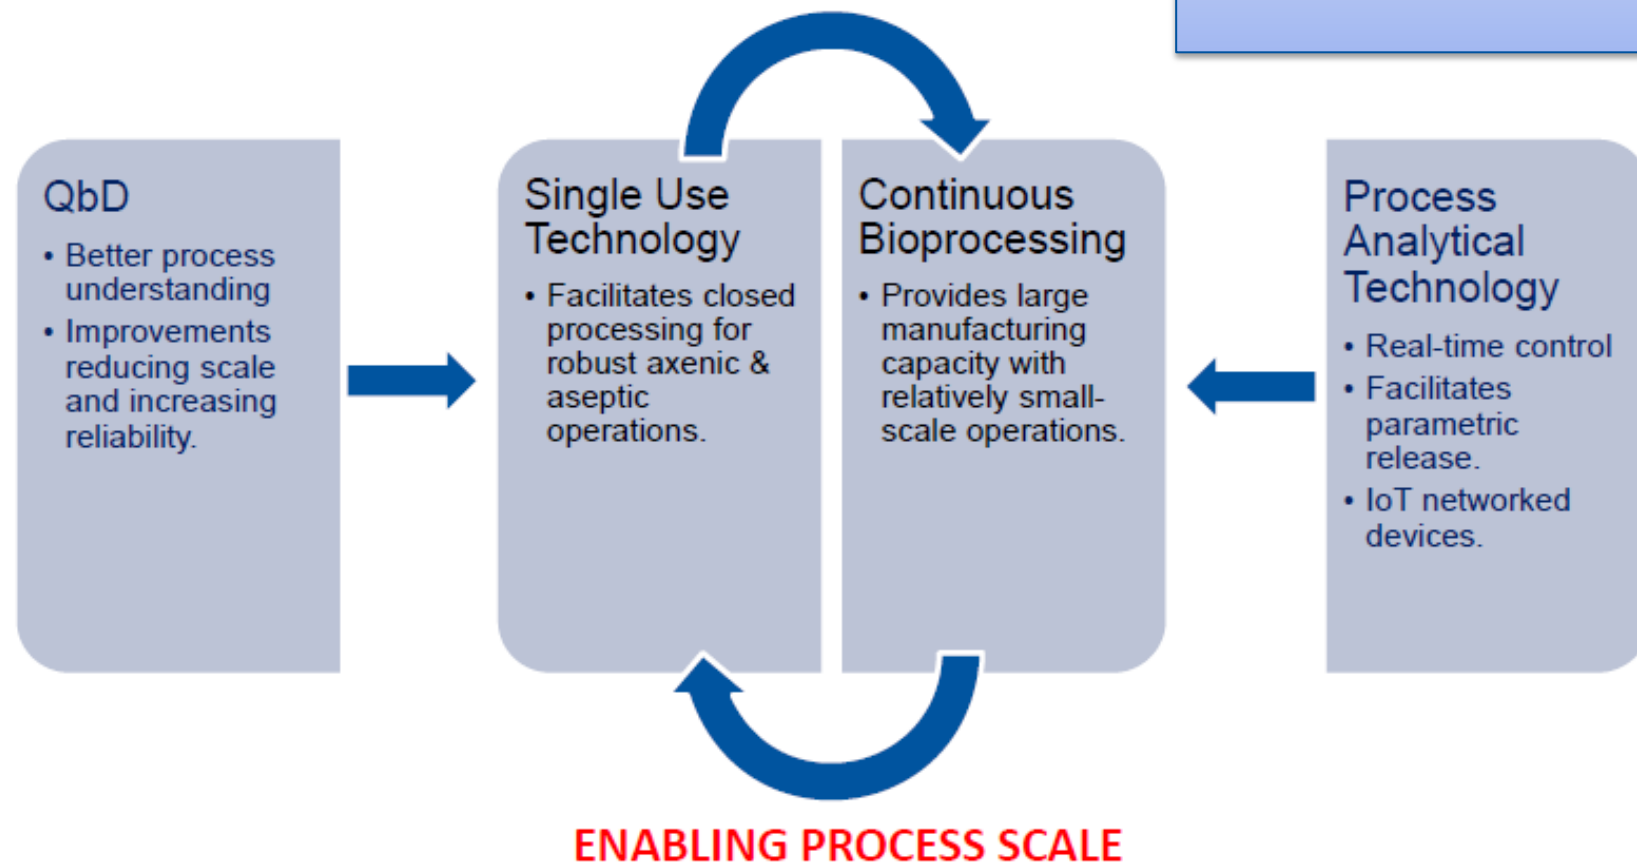 QbD
• Better process
understanding
• Improvements
reducing scale
and increasing
reliability.
Single Use
Technology
• Facilitates closed
processing for
robust axenic &
aseptic
operations.
Continuous
Bioprocessing
• Provides large
manufacturing
capacity with
relatively small-
scale operations.
Process
Analytical
Technology
• Real-time control
• Facilitates
parametric
release.
• IoT networked
devices.
ENABLING PROCESS SCALE